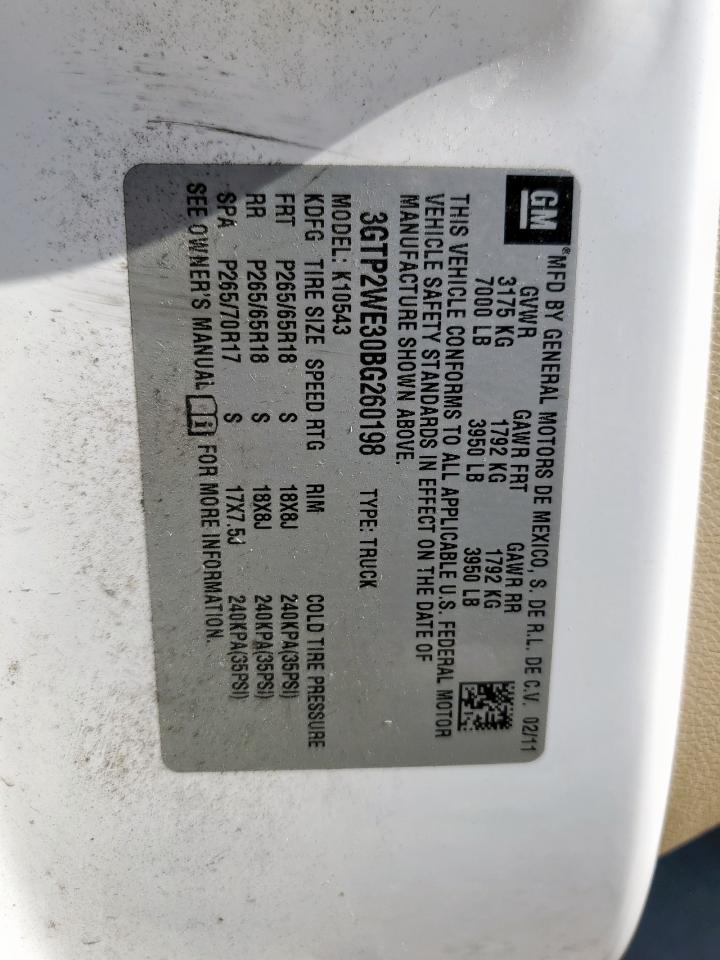 GM
® MFD BY GENERAL MOTORS DE MEXICO, S. DE R.L. DE C.V. 02/11
GVWR GAWR FRT GAWR RR
3175 KG 1792 KG 1792 KG
7000 LB 3950 LB 3950 LB
THIS VEHICLE CONFORMS TO ALL APPLICABLE U.S. FEDERAL MOTOR
VEHICLE SAFETY STANDARDS IN EFFECT ON THE DATE OF
MANUFACTURE SHOWN ABOVE.
3GTP2WE30BG260198 TYPE: TRUCK
MODEL: K10543
KDFG TIRE SIZE SPEED RTG RIM COLD TIRE PRESSURE
FRT P265/65R18 S 18X8J 240KPA(35PSI)
RR P265/65R18 S 18X8J 240KPA(35PSI)
SPA P265/70R17 S 17X7.5J 240KPA(35PSI)
SEE OWNER'S MANUAL i FOR MORE INFORMATION.